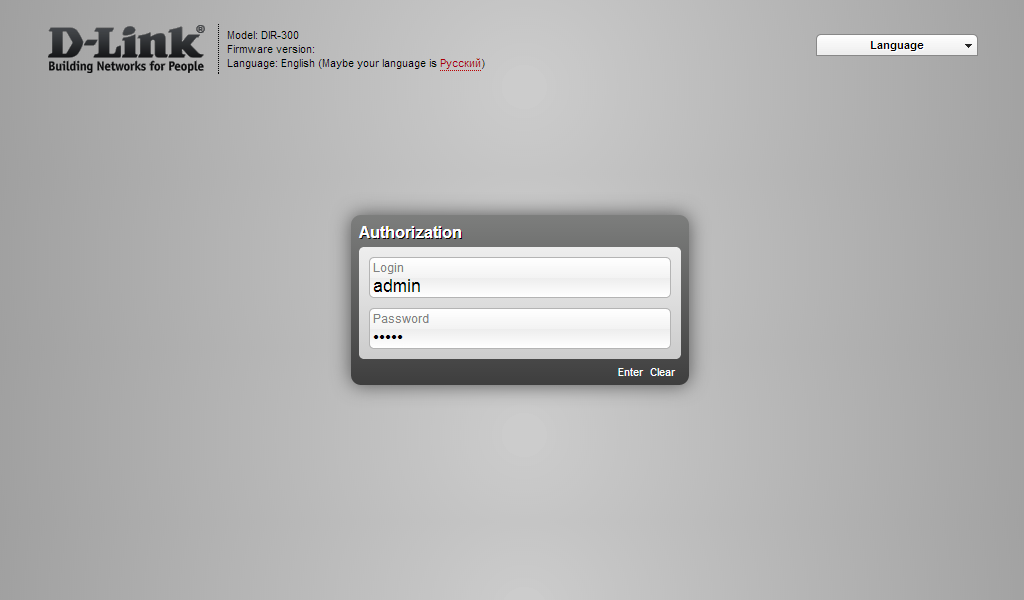 D-Link®
Building Networks for People
Model: DIR-300
Firmware version:
Language: English (Maybe your language is Русский)
Language
Authorization
Login
admin
Password
•••••
Enter Clear